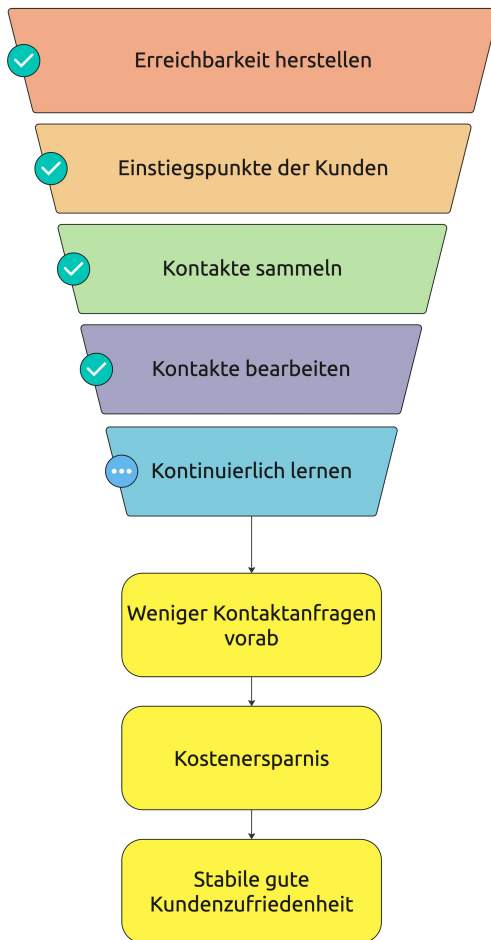 Erreichbarkeit herstellen
Einstiegspunkte der Kunden
Kontakte sammeln
Kontakte bearbeiten
Kontinuierlich lernen
Weniger Kontaktanfragen
vorab
Kostenersparnis
Stabile gute
Kundenzufriedenheit